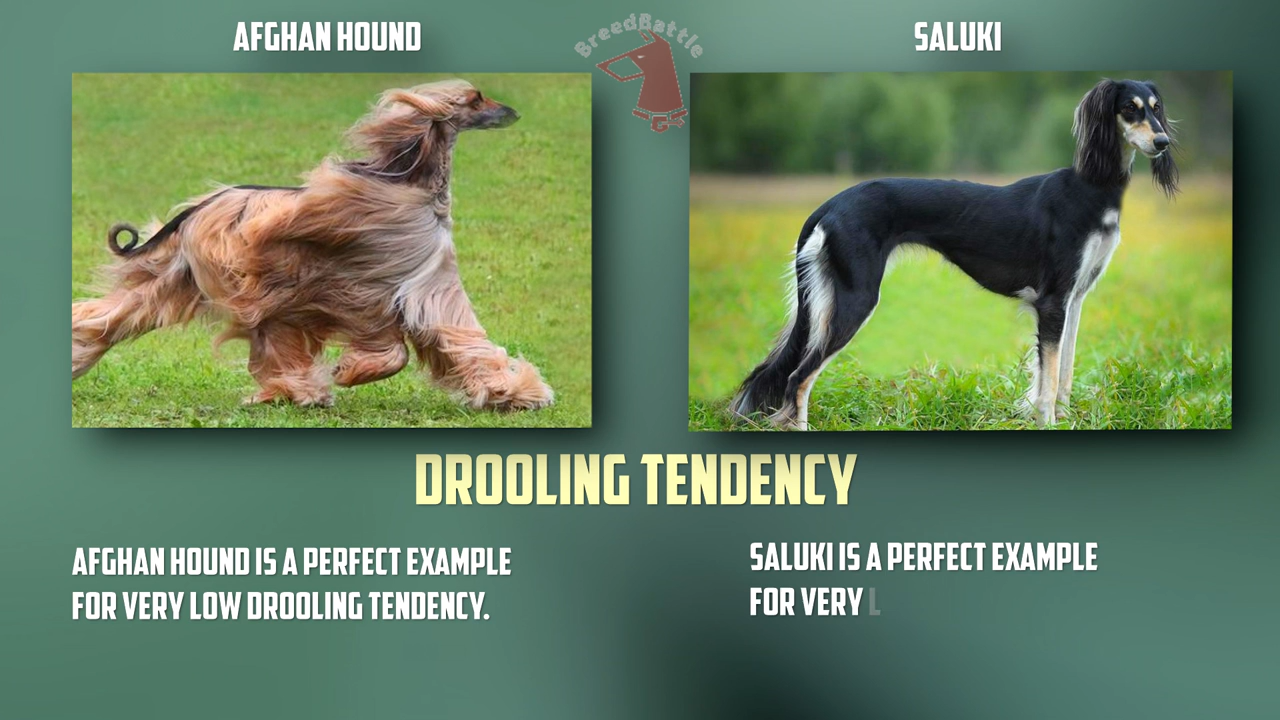 AFGHAN HOUND
BreedBattle
SALUKI
DROOLING TENDENCY
AFGHAN HOUND IS A PERFECT EXAMPLE
FOR VERY LOW DROOLING TENDENCY.
SALUKI IS A PERFECT EXAMPLE
FOR VERY L